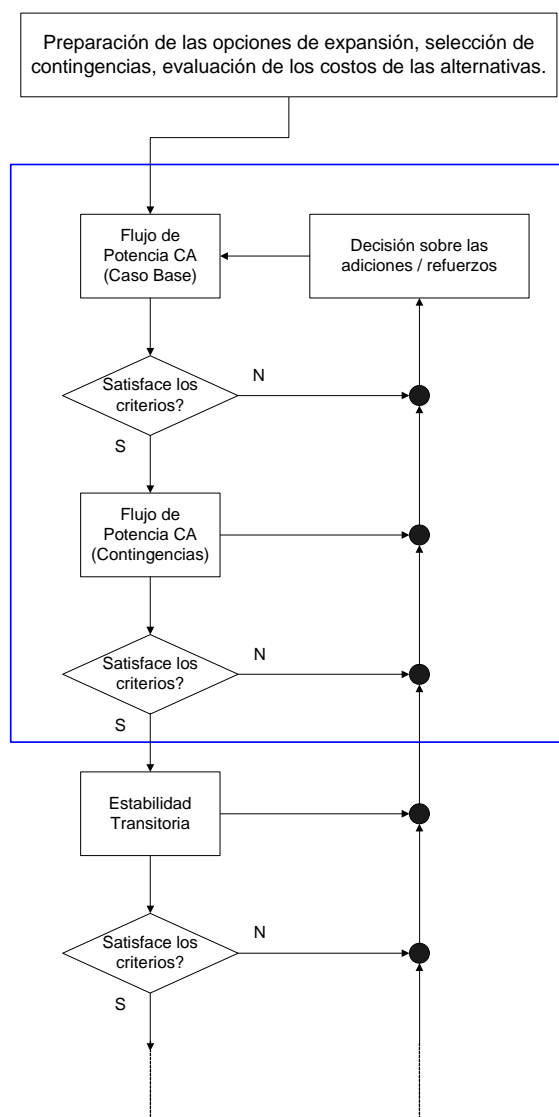 Preparación de las opciones de expansión, selección de
contingencias, evaluación de los costos de las alternativas.
Flujo de
Potencia CA
(Caso Base)
Decisión sobre las
adiciones / refuerzos
Satisface los
criterios?
N
S
Flujo de
Potencia CA
(Contingencias)
Satisface los
criterios?
N
S
Estabilidad
Transitoria
Satisface los
criterios?
N
S